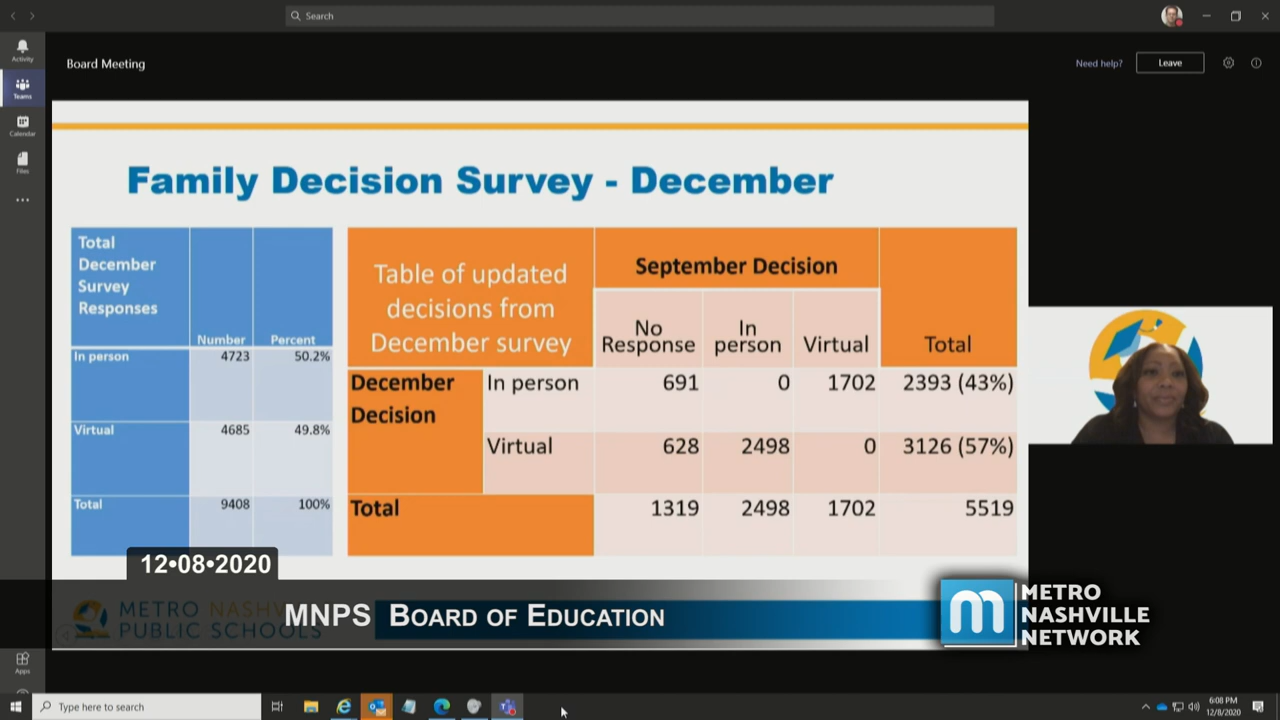 Search
Activity
Teams
Calendar
Files
Board Meeting
Need help?
Leave
Family Decision Survey - December
Total
December
Survey
Responses
Number
Percent
In person
4723
50.2%
Virtual
4685
49.8%
Total
9408
100%
Table of updated
decisions from
December survey
September Decision
No
Response
In
person
Virtual
Total
December
Decision
In person
691
0
1702
2393 (43%)
Virtual
628
2498
0
3126 (57%)
Total
1319
2498
1702
5519
12•08•2020
METRO NASHVILLE
PUBLIC SCHOOLS
MNPS BOARD OF EDUCATION
METRO
NASHVILLE
NETWORK
Apps
Type here to search
6:08 PM
12/8/2020